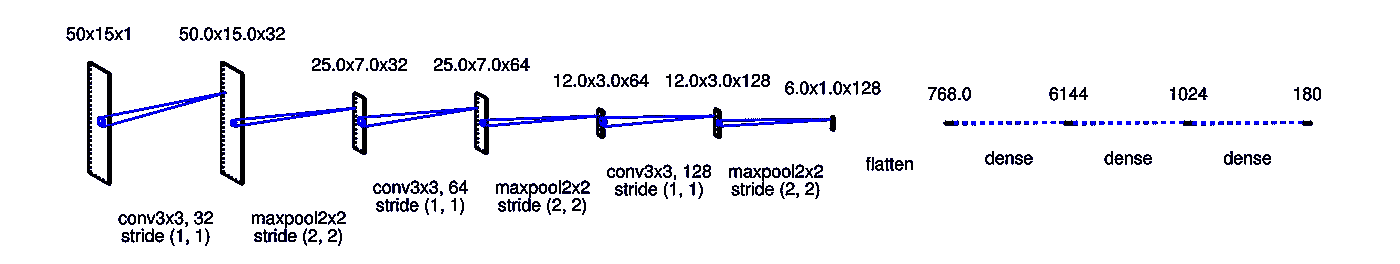 50x15x1
50.0x15.0x32
25.0x7.0x32
25.0x7.0x64
12.0x3.0x64
12.0x3.0x128
6.0x1.0x128
768.0
6144
1024
180
conv3x3, 32
stride (1, 1)
maxpool2x2
stride (2, 2)
conv3x3, 64
stride (1, 1)
maxpool2x2
stride (2, 2)
conv3x3, 128
stride (1, 1)
maxpool2x2
stride (2, 2)
flatten
dense
dense
dense